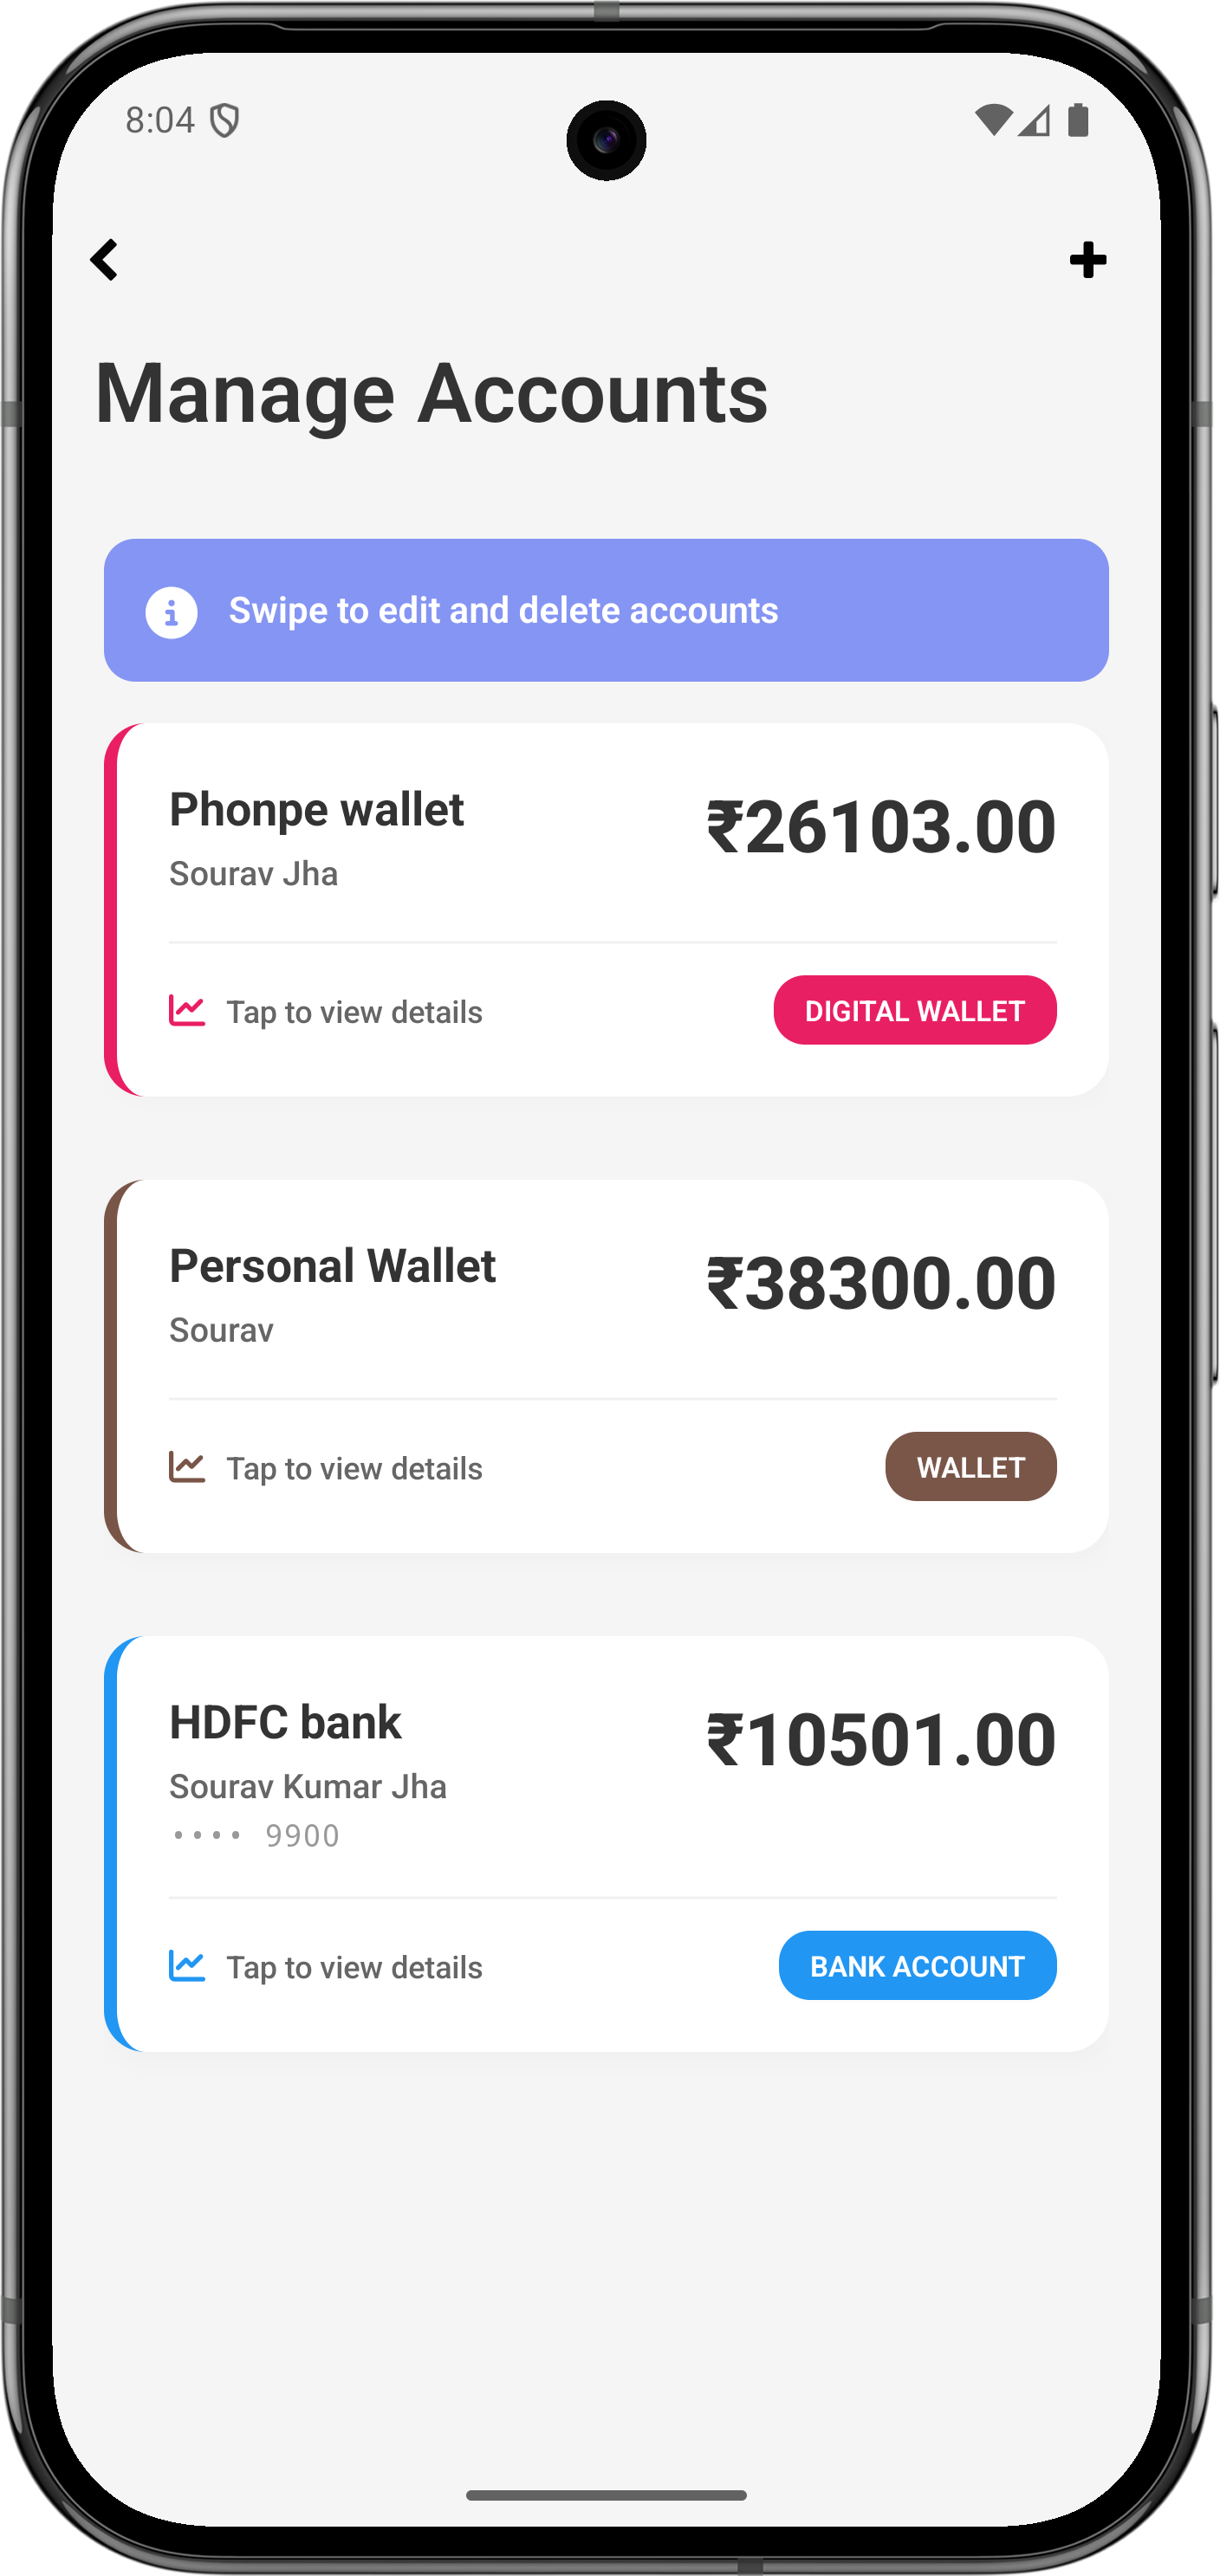 8:04
Manage Accounts
Swipe to edit and delete accounts
Phonpe wallet
₹26103.00
Sourav Jha
Tap to view details
DIGITAL WALLET
Personal Wallet
₹38300.00
Sourav
Tap to view details
WALLET
HDFC bank
₹10501.00
Sourav Kumar Jha
•••• 9900
Tap to view details
BANK ACCOUNT